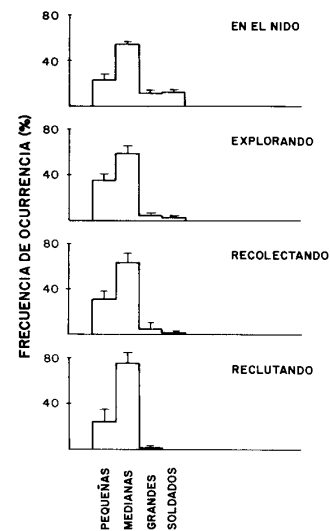 FRECUENCIA DE OCURRENCIA (%)
80
40
EN EL NIDO
80
40
EXPLORANDO
80
40
RECOLECTANDO
80
40
RECLUTANDO
PEQUEÑAS
MEDIANAS
GRANDES
SOLDADOS